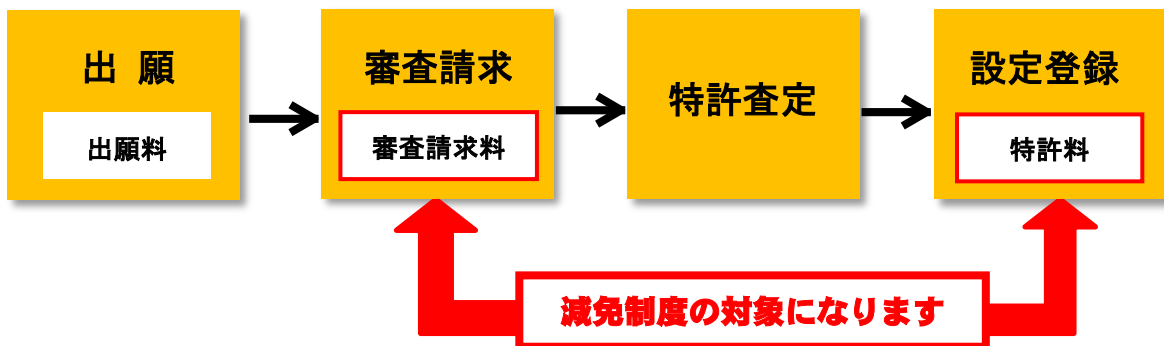 出 願
出願料
審査請求
審査請求料
特許査定
設定登録
特許料
減免制度の対象になります